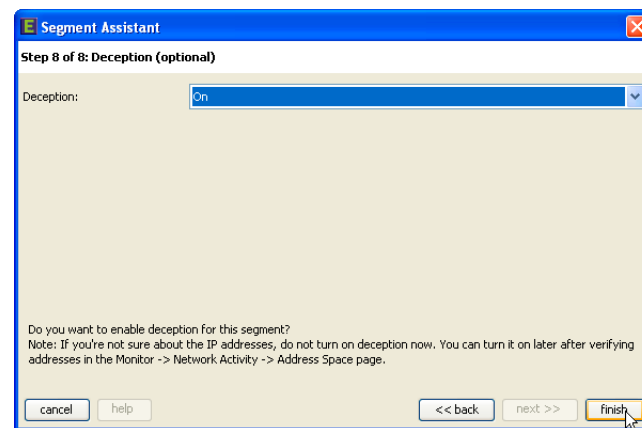 E Segment Assistant
Step 8 of 8: Deception (optional)
Deception: On
Do you want to enable deception for this segment?
Note: If you're not sure about the IP addresses, do not turn on deception now. You can turn it on later after verifying
addresses in the Monitor -> Network Activity -> Address Space page.
cancel help << back next >> finish